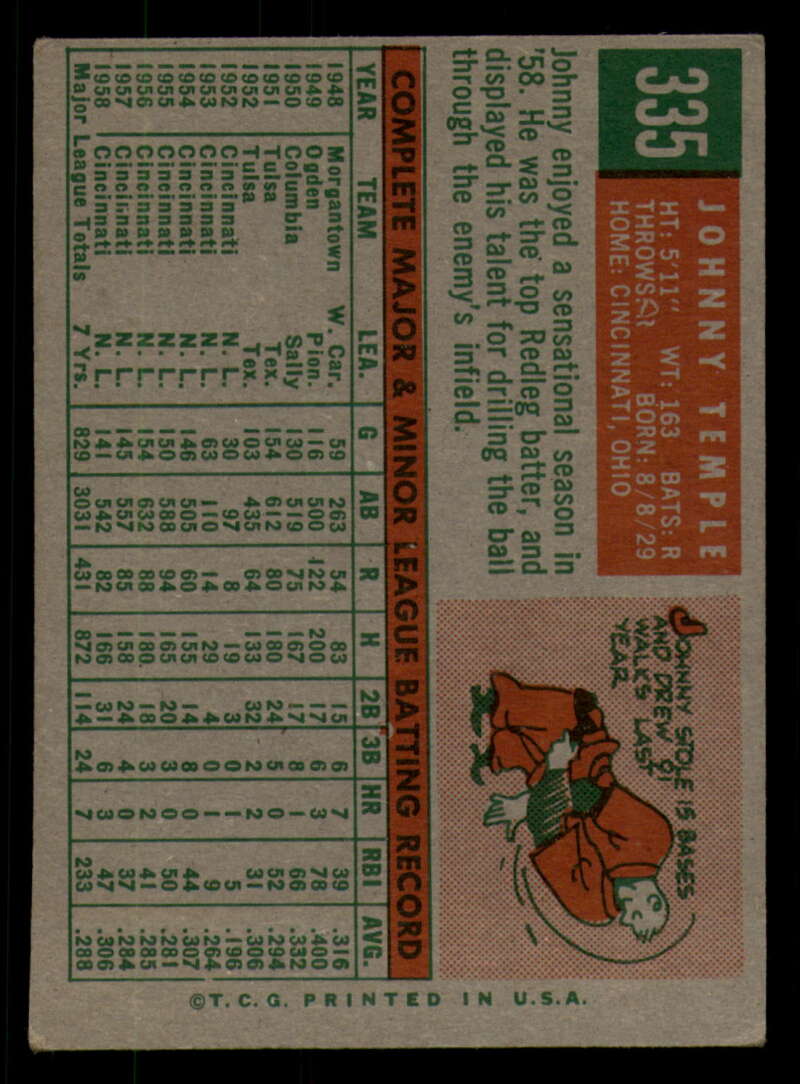 335
JOHNNY TEMPLE
HT: 5'11" WT: 163 BATS: R
THROWS: R BORN: 8/8/29
HOME: CINCINNATI, OHIO
Johnny enjoyed a sensational season in
'58. He was the top Redleg batter, and
displayed his talent for drilling the ball
through the enemy's infield.
JOHNNY STOLE 15 BASES
AND DREW 91
WALKS LAST
YEAR
COMPLETE MAJOR & MINOR LEAGUE BATTING RECORD
YEAR TEAM LEA. G AB R H 2B 3B HR RBI AVG.
1948 Morgantown W. Car. 59 263 54 83 15 6 7 39 .316
1949 Ogden Pion. 116 500 122 200 17 6 3 78 .400
1950 Columbia Sally 130 519 75 167 17 8 1 66 .332
1951 Tulsa Tex. 154 612 80 180 24 5 0 52 .294
1952 Tulsa Tex. 103 435 64 133 32 2 2 31 .306
1952 Cincinnati N. L. 30 97 8 19 3 0 1 5 .196
1953 Cincinnati N. L. 63 110 14 29 4 0 1 9 .264
1954 Cincinnati N. L. 146 505 60 155 14 8 0 44 .307
1955 Cincinnati N. L. 150 588 94 165 20 3 0 50 .281
1956 Cincinnati N. L. 154 632 88 180 18 3 2 41 .285
1957 Cincinnati N. L. 145 557 85 158 24 4 0 37 .284
1958 Cincinnati N. L. 141 542 82 166 31 6 3 47 .306
Major League Totals 7 Yrs. 829 3031 431 872 114 24 7 233 .288
©T.C.G. PRINTED IN U.S.A.